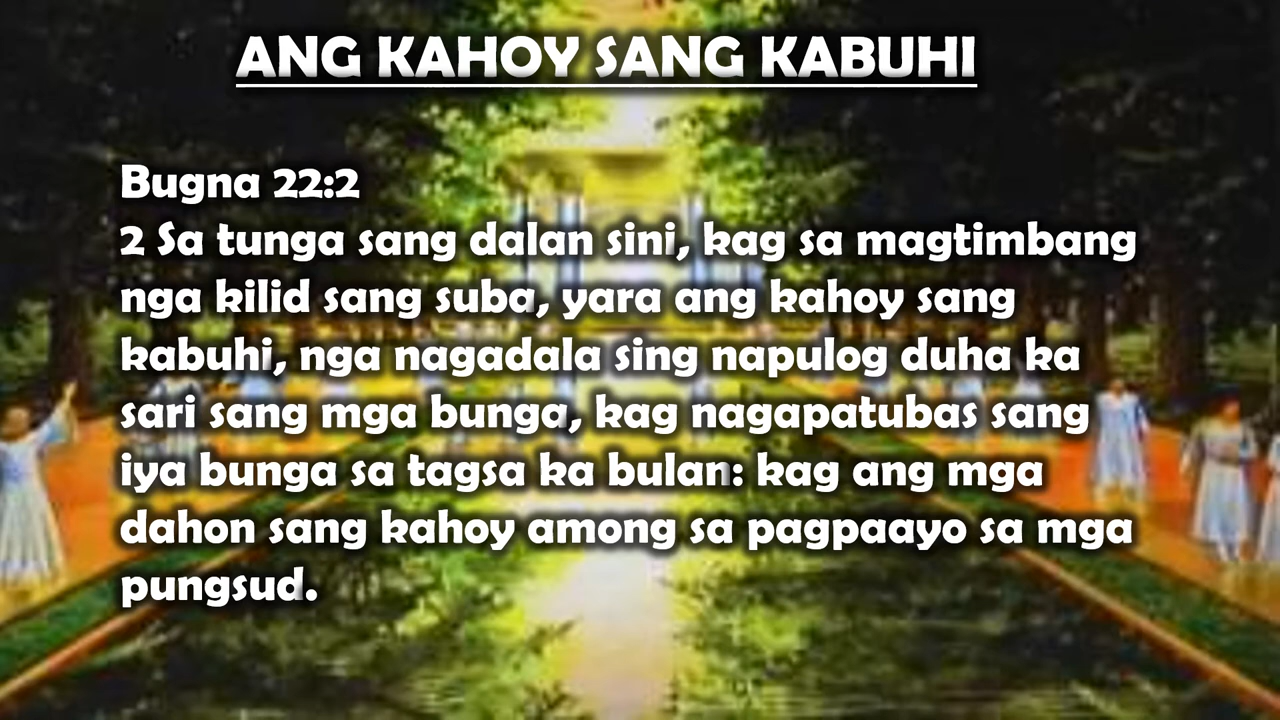 ANG KAHOY SANG KABUHI
Bugna 22:2
2 Sa tunga sang dalan sini, kag sa magtimbang
nga kilid sang suba, yara ang kahoy sang
kabuhi, nga nagadala sing napulog duha ka
sari sang mga bunga, kag nagapatubas sang
iya bunga sa tagsa ka bulan: kag ang mga
dahon sang kahoy among sa pagpaayo sa mga
pungsud.